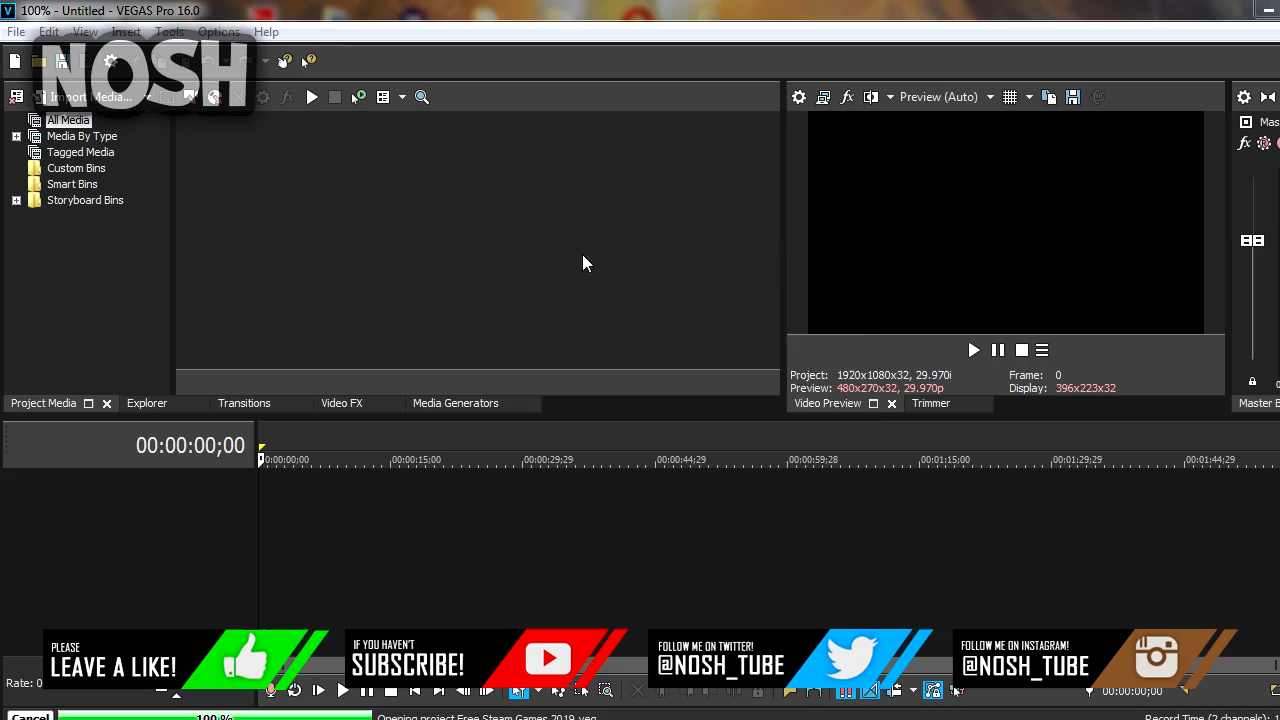 100% - Untitled - VEGAS Pro 16.0
File Edit View Insert Tools Options Help
NOSH
Import Media...
Preview (Auto)
All Media
Media By Type
Tagged Media
Custom Bins
Smart Bins
Storyboard Bins
Mas
fx
Project: 1920x1080x32, 29.970i
Frame: 0
Preview: 480x270x32, 29.970p
Display: 396x223x32
Project Media Explorer Transitions Video FX Media Generators
Video Preview Trimmer
Master B
00:00:00;00
00:00:00;00 00:00:15;00 00:00:29;29 00:00:44;29 00:00:59;28 00:01:15;00 00:01:29;29 00:01:44;29
PLEASE
LEAVE A LIKE!
IF YOU HAVEN'T
SUBSCRIBE!
FOLLOW ME ON TWITTER!
@NOSH_TUBE
FOLLOW ME ON INSTAGRAM!
@NOSH_TUBE
Rate: 0
00:00:00;00
Cancel 100 % Opening project Free Steam Games 2019.veg
Record Time (2 channels):